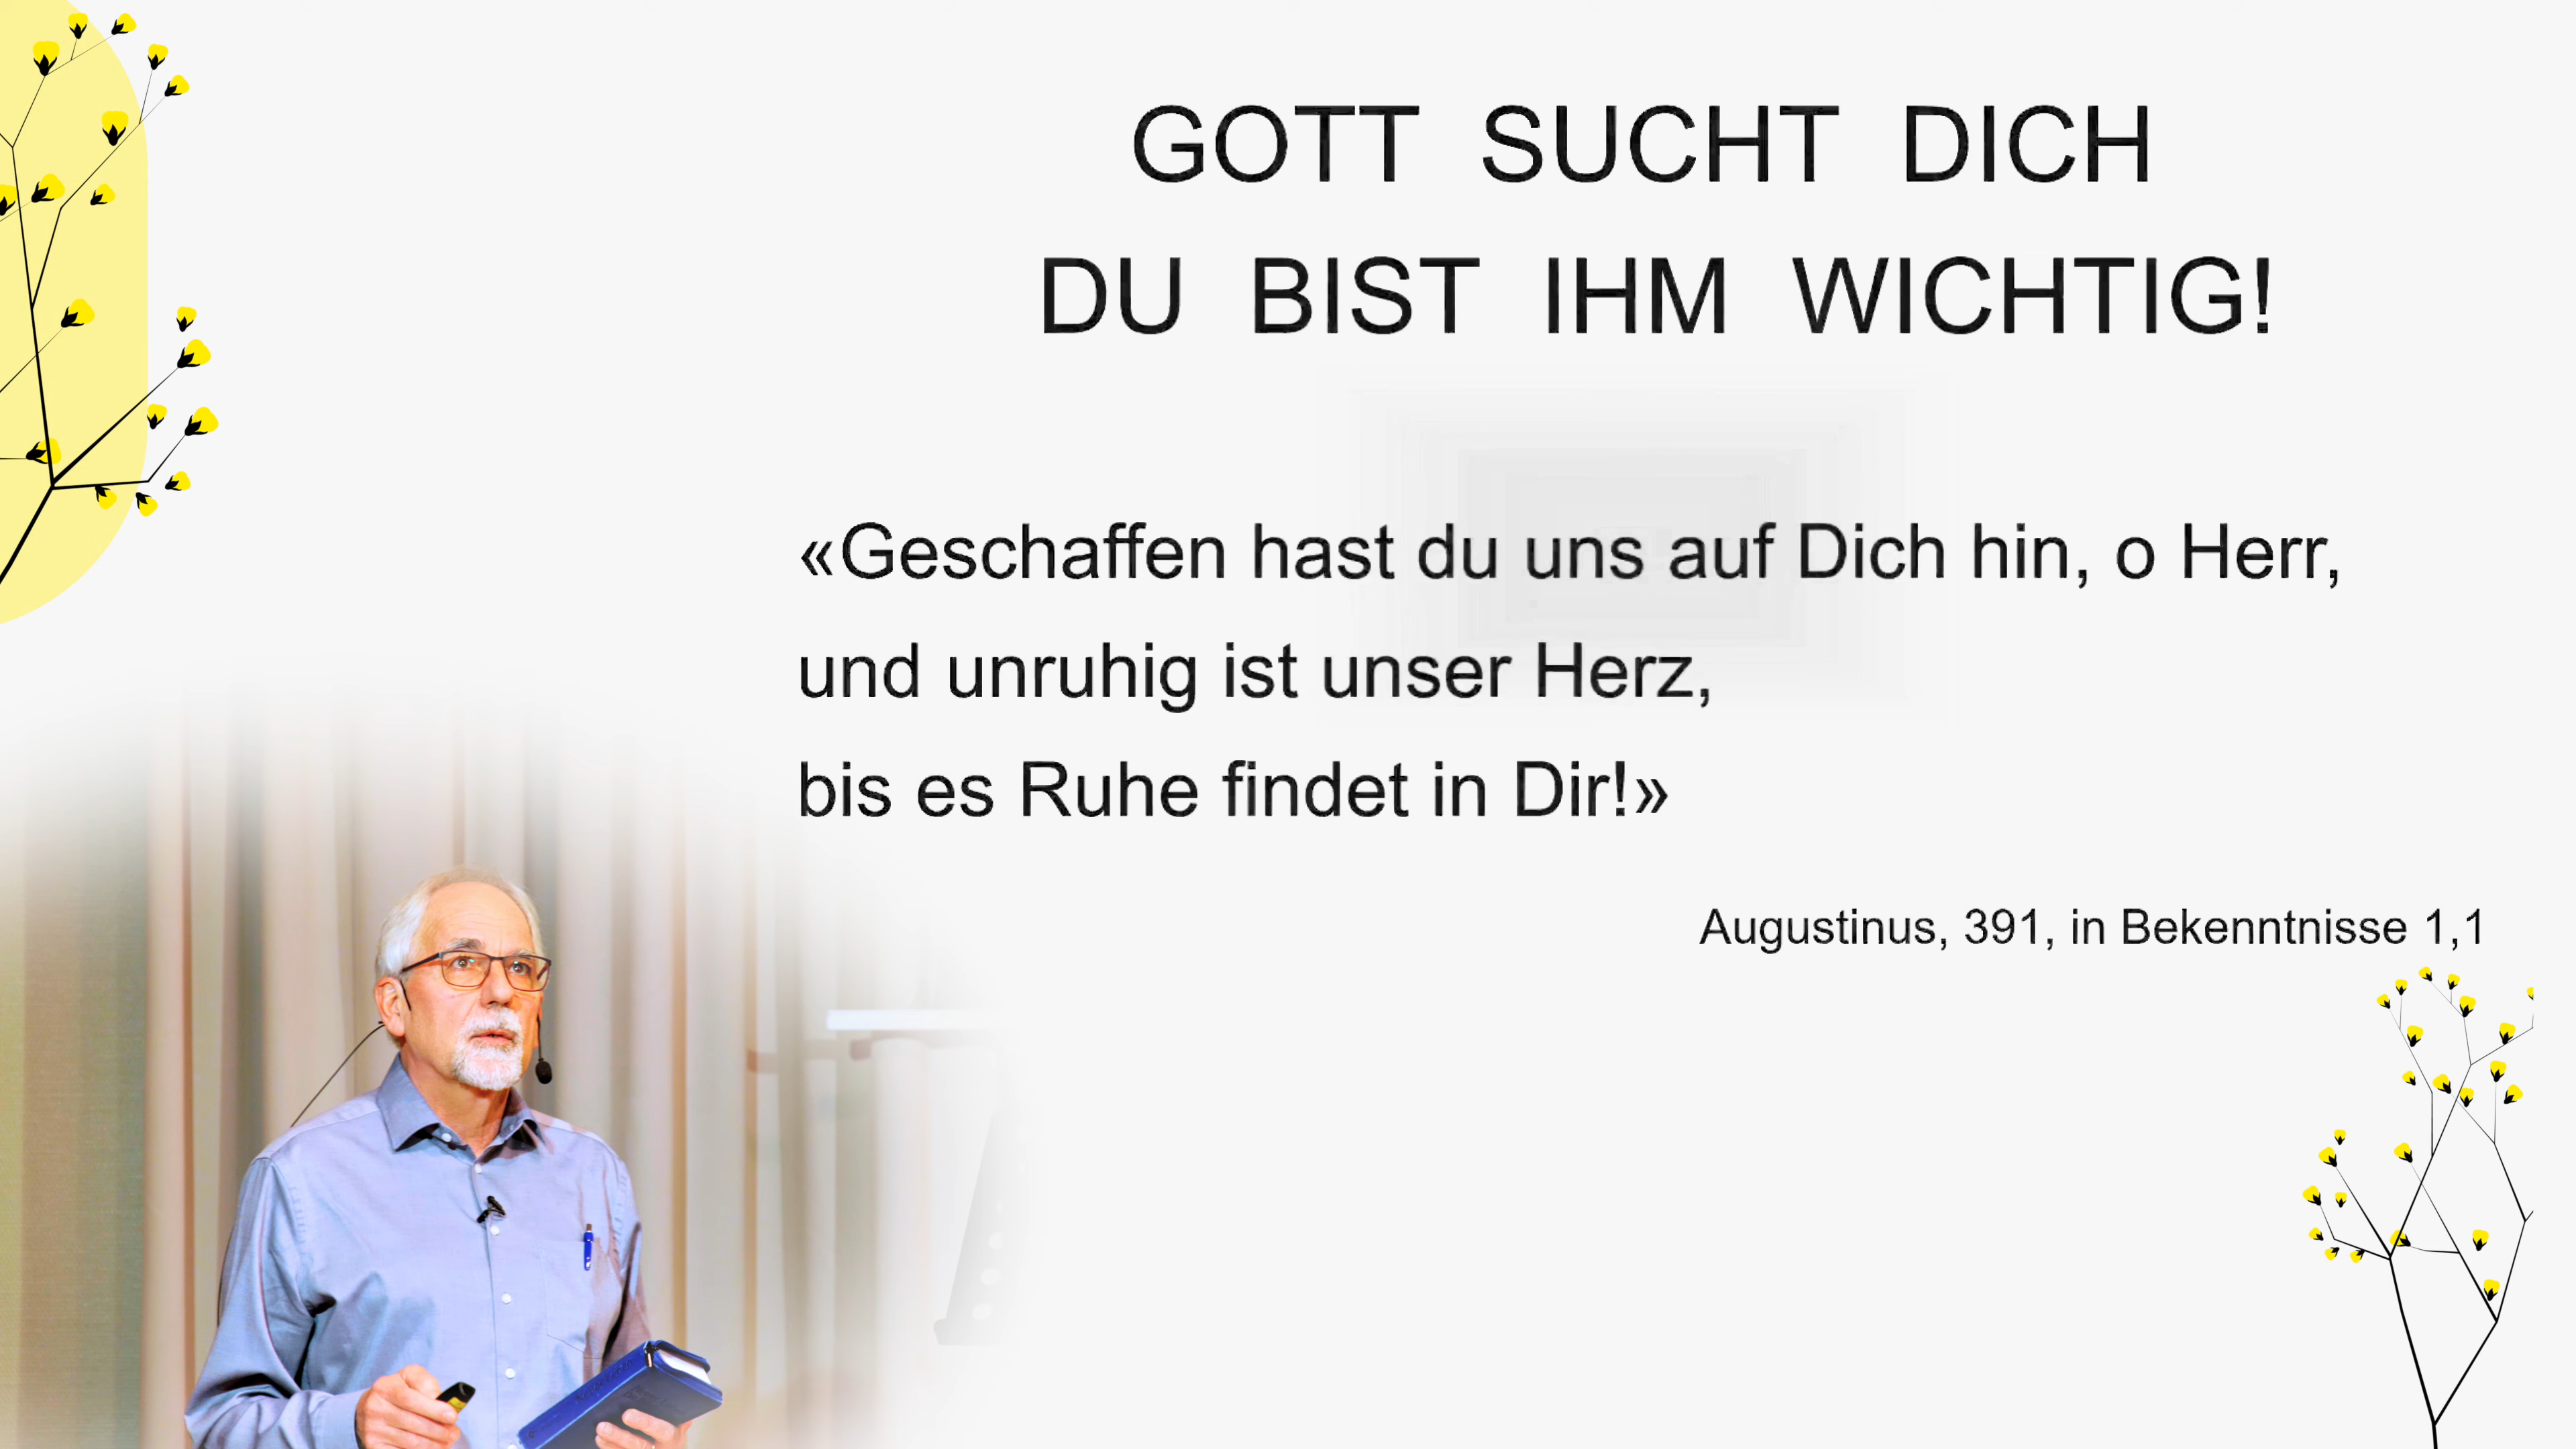 GOTT SUCHT DICH
DU BIST IHM WICHTIG!
«Geschaffen hast du uns auf Dich hin, o Herr,
und unruhig ist unser Herz,
bis es Ruhe findet in Dir!»
Augustinus, 391, in Bekenntnisse 1,1